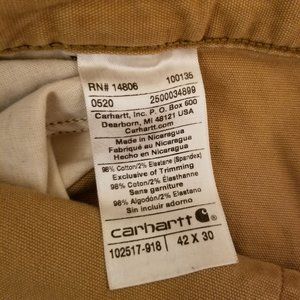 RN# 14806 100135
0520 2500034899
Carhartt, Inc. P.O. Box 600
Dearborn, MI 48121 USA
Carhartt.com
Made in Nicaragua
Fabriqué au Nicaragua
Hecho en Nicaragua
98% Cotton/2% Elastane (Spandex)
Exclusive of Trimming
98% Coton/2% Élasthanne
Sans garniture
98% Algodón/2% Elastano
Sin incluir adorno
carhartt
102517-918 42 X 30